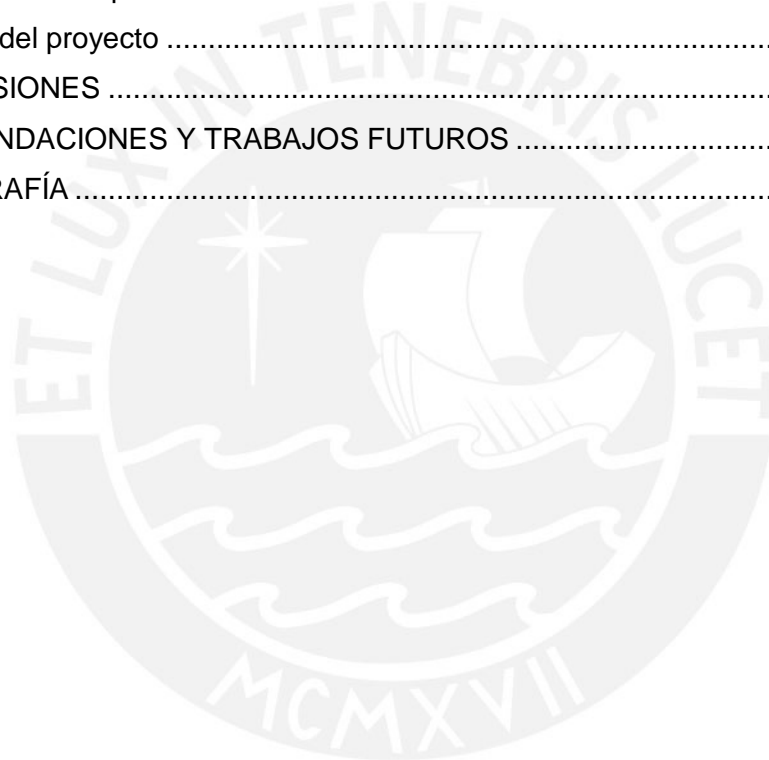 del proyecto ................................................................................
SIONES ................................................................................
NDACIONES Y TRABAJOS FUTUROS ................................
RAFÍA ................................................................................
ET LUX IN TENEBRIS LUCET
MCMXVII